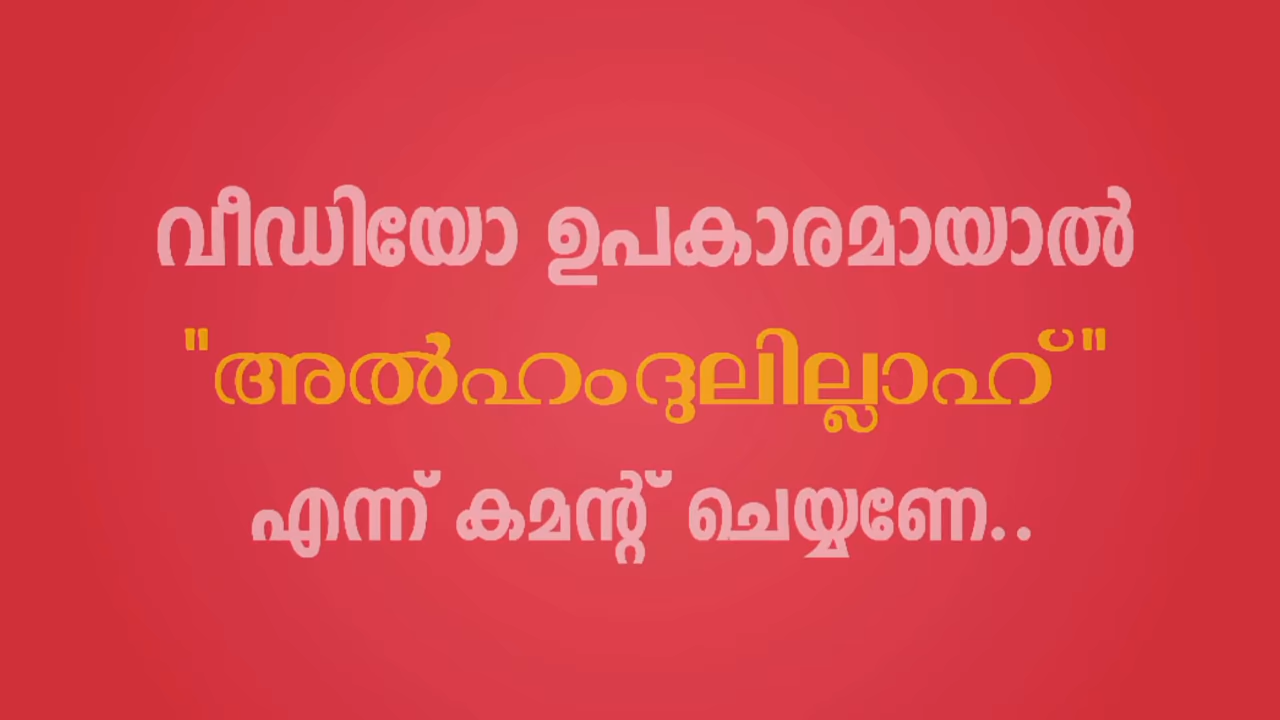 വീഡിയോ ഉപകാരമായാൽ
"അൽഹംദുലില്ലാഹ്"
എന്ന് കമന്റ് ചെയ്യണേ..